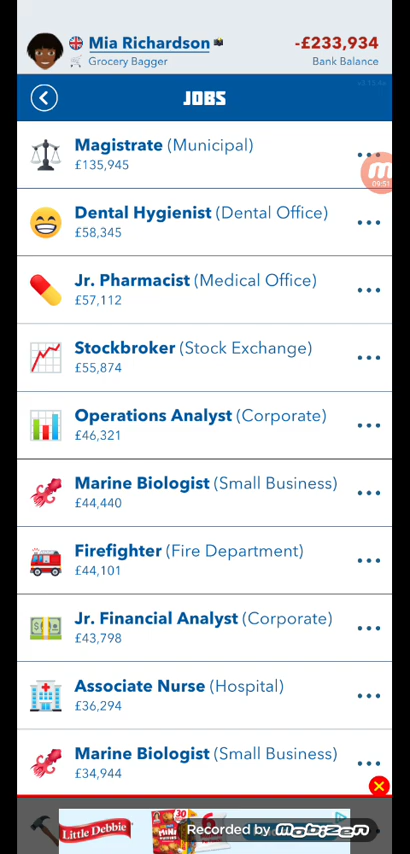 Mia Richardson
-£233,934
Grocery Bagger
Bank Balance
JOBS
Magistrate (Municipal)
£135,945
09:51
Dental Hygienist (Dental Office)
£58,345
Jr. Pharmacist (Medical Office)
£57,112
Stockbroker (Stock Exchange)
£55,874
Operations Analyst (Corporate)
£46,321
Marine Biologist (Small Business)
£44,440
Firefighter (Fire Department)
£44,101
Jr. Financial Analyst (Corporate)
£43,798
Associate Nurse (Hospital)
£36,294
Marine Biologist (Small Business)
£34,944
Little Debbie
Recorded by mobizen